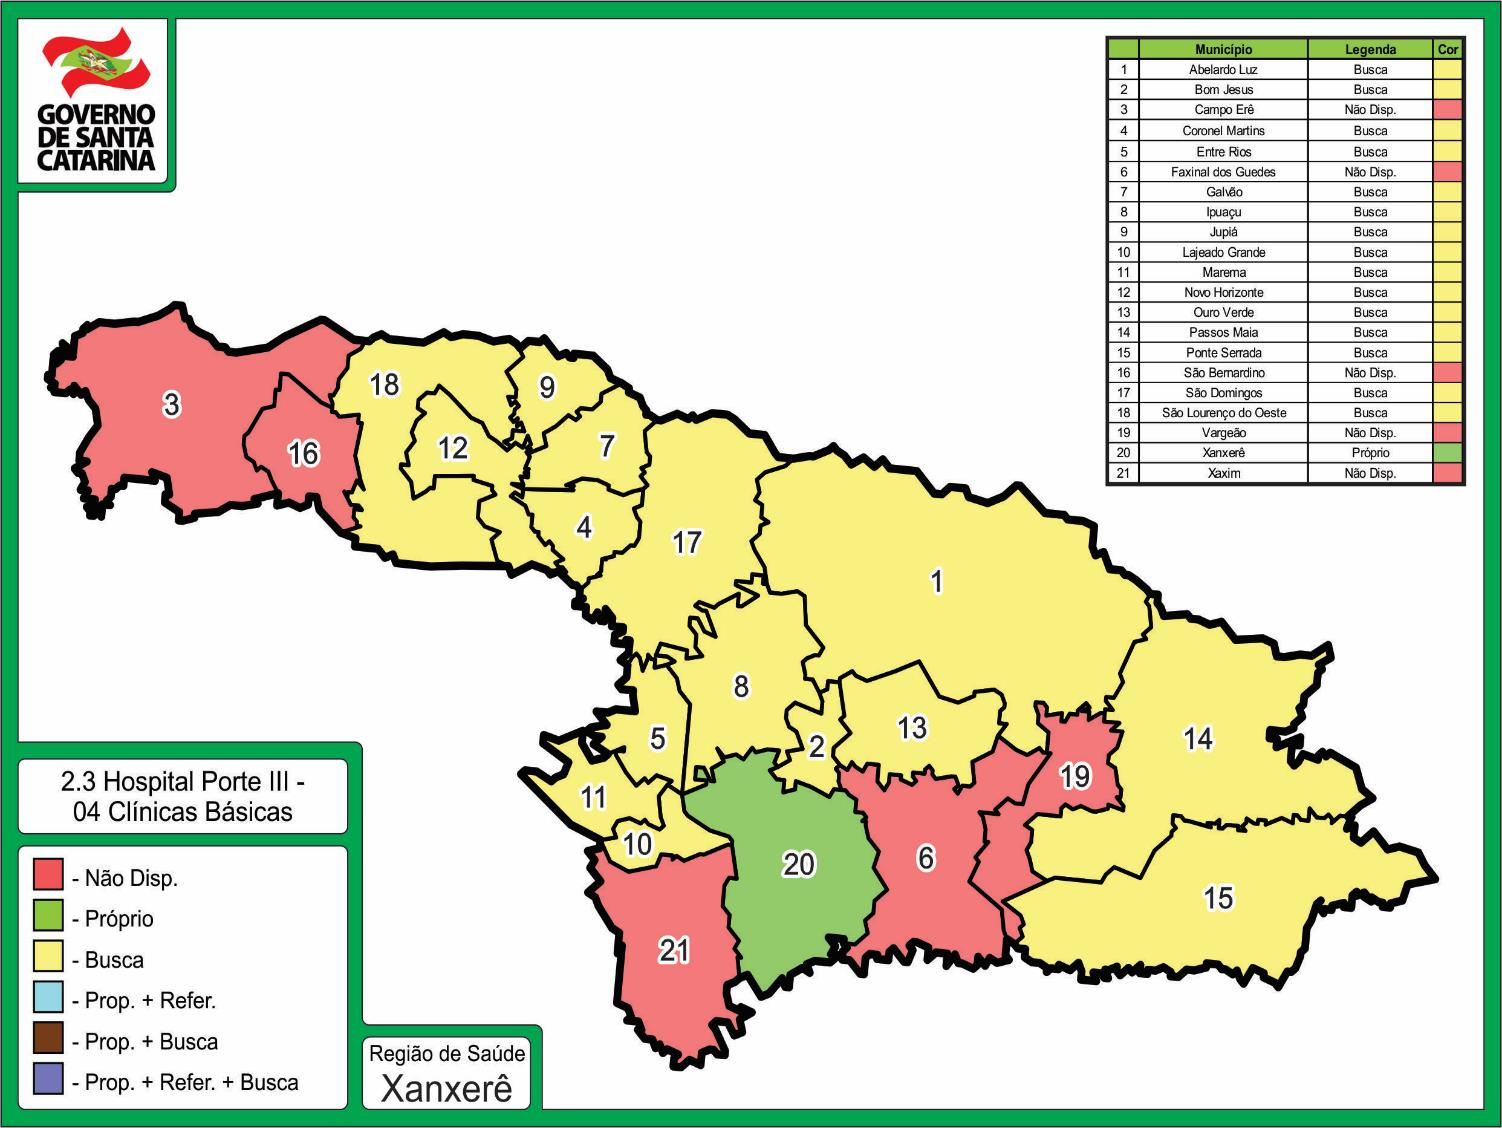 GOVERNO
DE SANTA
CATARINA
Município Legenda Cor
1 Abelardo Luz Busca
2 Bom Jesus Busca
3 Campo Erê Não Disp.
4 Coronel Martins Busca
5 Entre Rios Busca
6 Faxinal dos Guedes Não Disp.
7 Galvão Busca
8 Ipuaçu Busca
9 Jupiá Busca
10 Lajeado Grande Busca
11 Marema Busca
12 Novo Horizonte Busca
13 Ouro Verde Busca
14 Passos Maia Busca
15 Ponte Serrada Busca
16 São Bernardino Não Disp.
17 São Domingos Busca
18 São Lourenço do Oeste Busca
19 Vargeão Não Disp.
20 Xanxerê Próprio
21 Xaxim Não Disp.
18
9
3
7
12
16
4
17
1
8
13
5
2
14
19
11
10
6
20
15
21
2.3 Hospital Porte III -
04 Clínicas Básicas
- Não Disp.
- Próprio
- Busca
- Prop. + Refer.
- Prop. + Busca
- Prop. + Refer. + Busca
Região de Saúde
Xanxerê